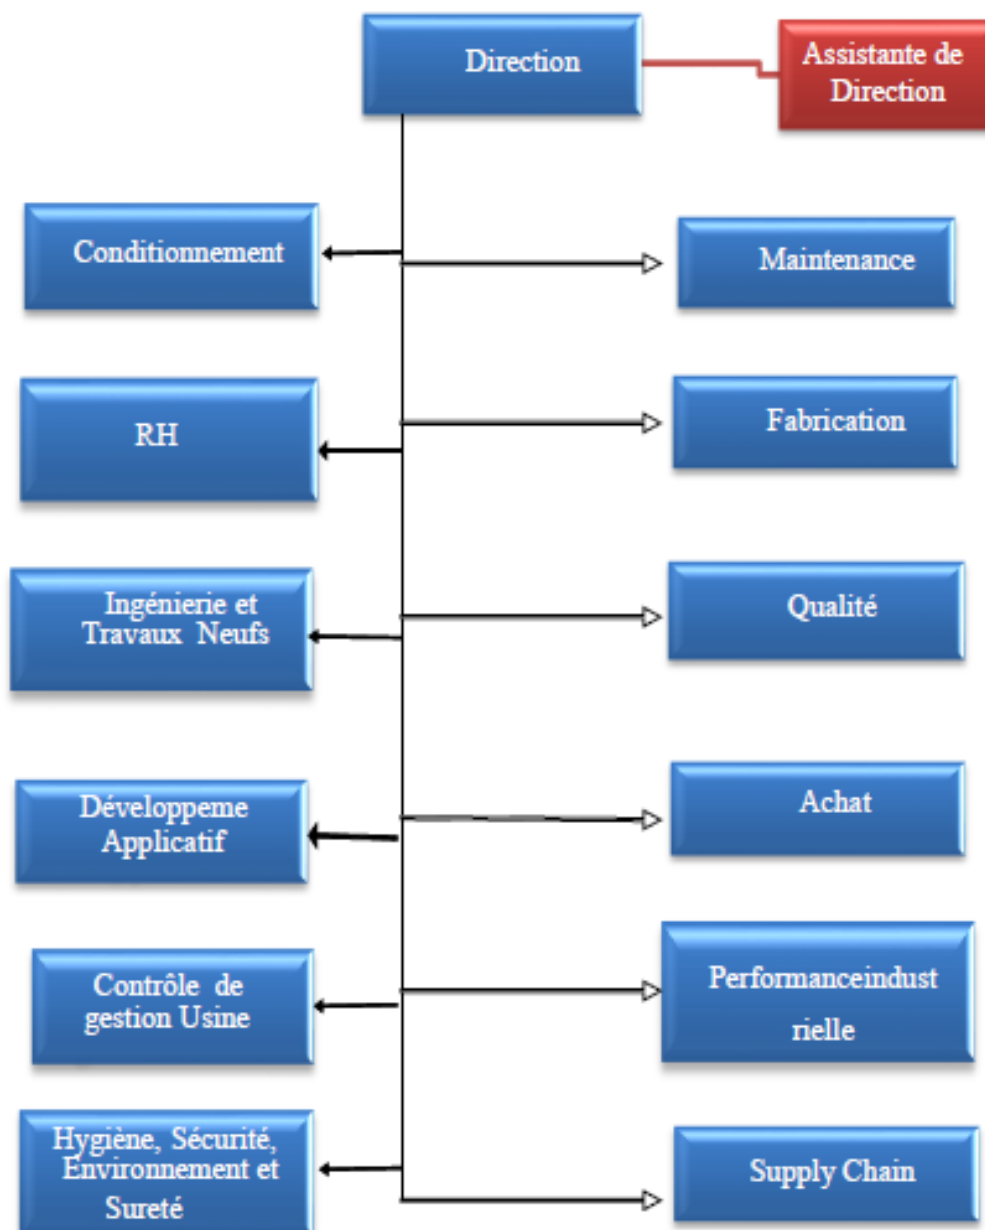 Direction
Assistante de
Direction
Conditionnement
Maintenance
RH
Fabrication
Ingénierie et
Travaux Neufs
Qualité
Développeme
Applicatif
Achat
Contrôle de
gestion Usine
Performanceindust
rielle
Hygiène, Sécurité,
Environnement et
Sureté
Supply Chain